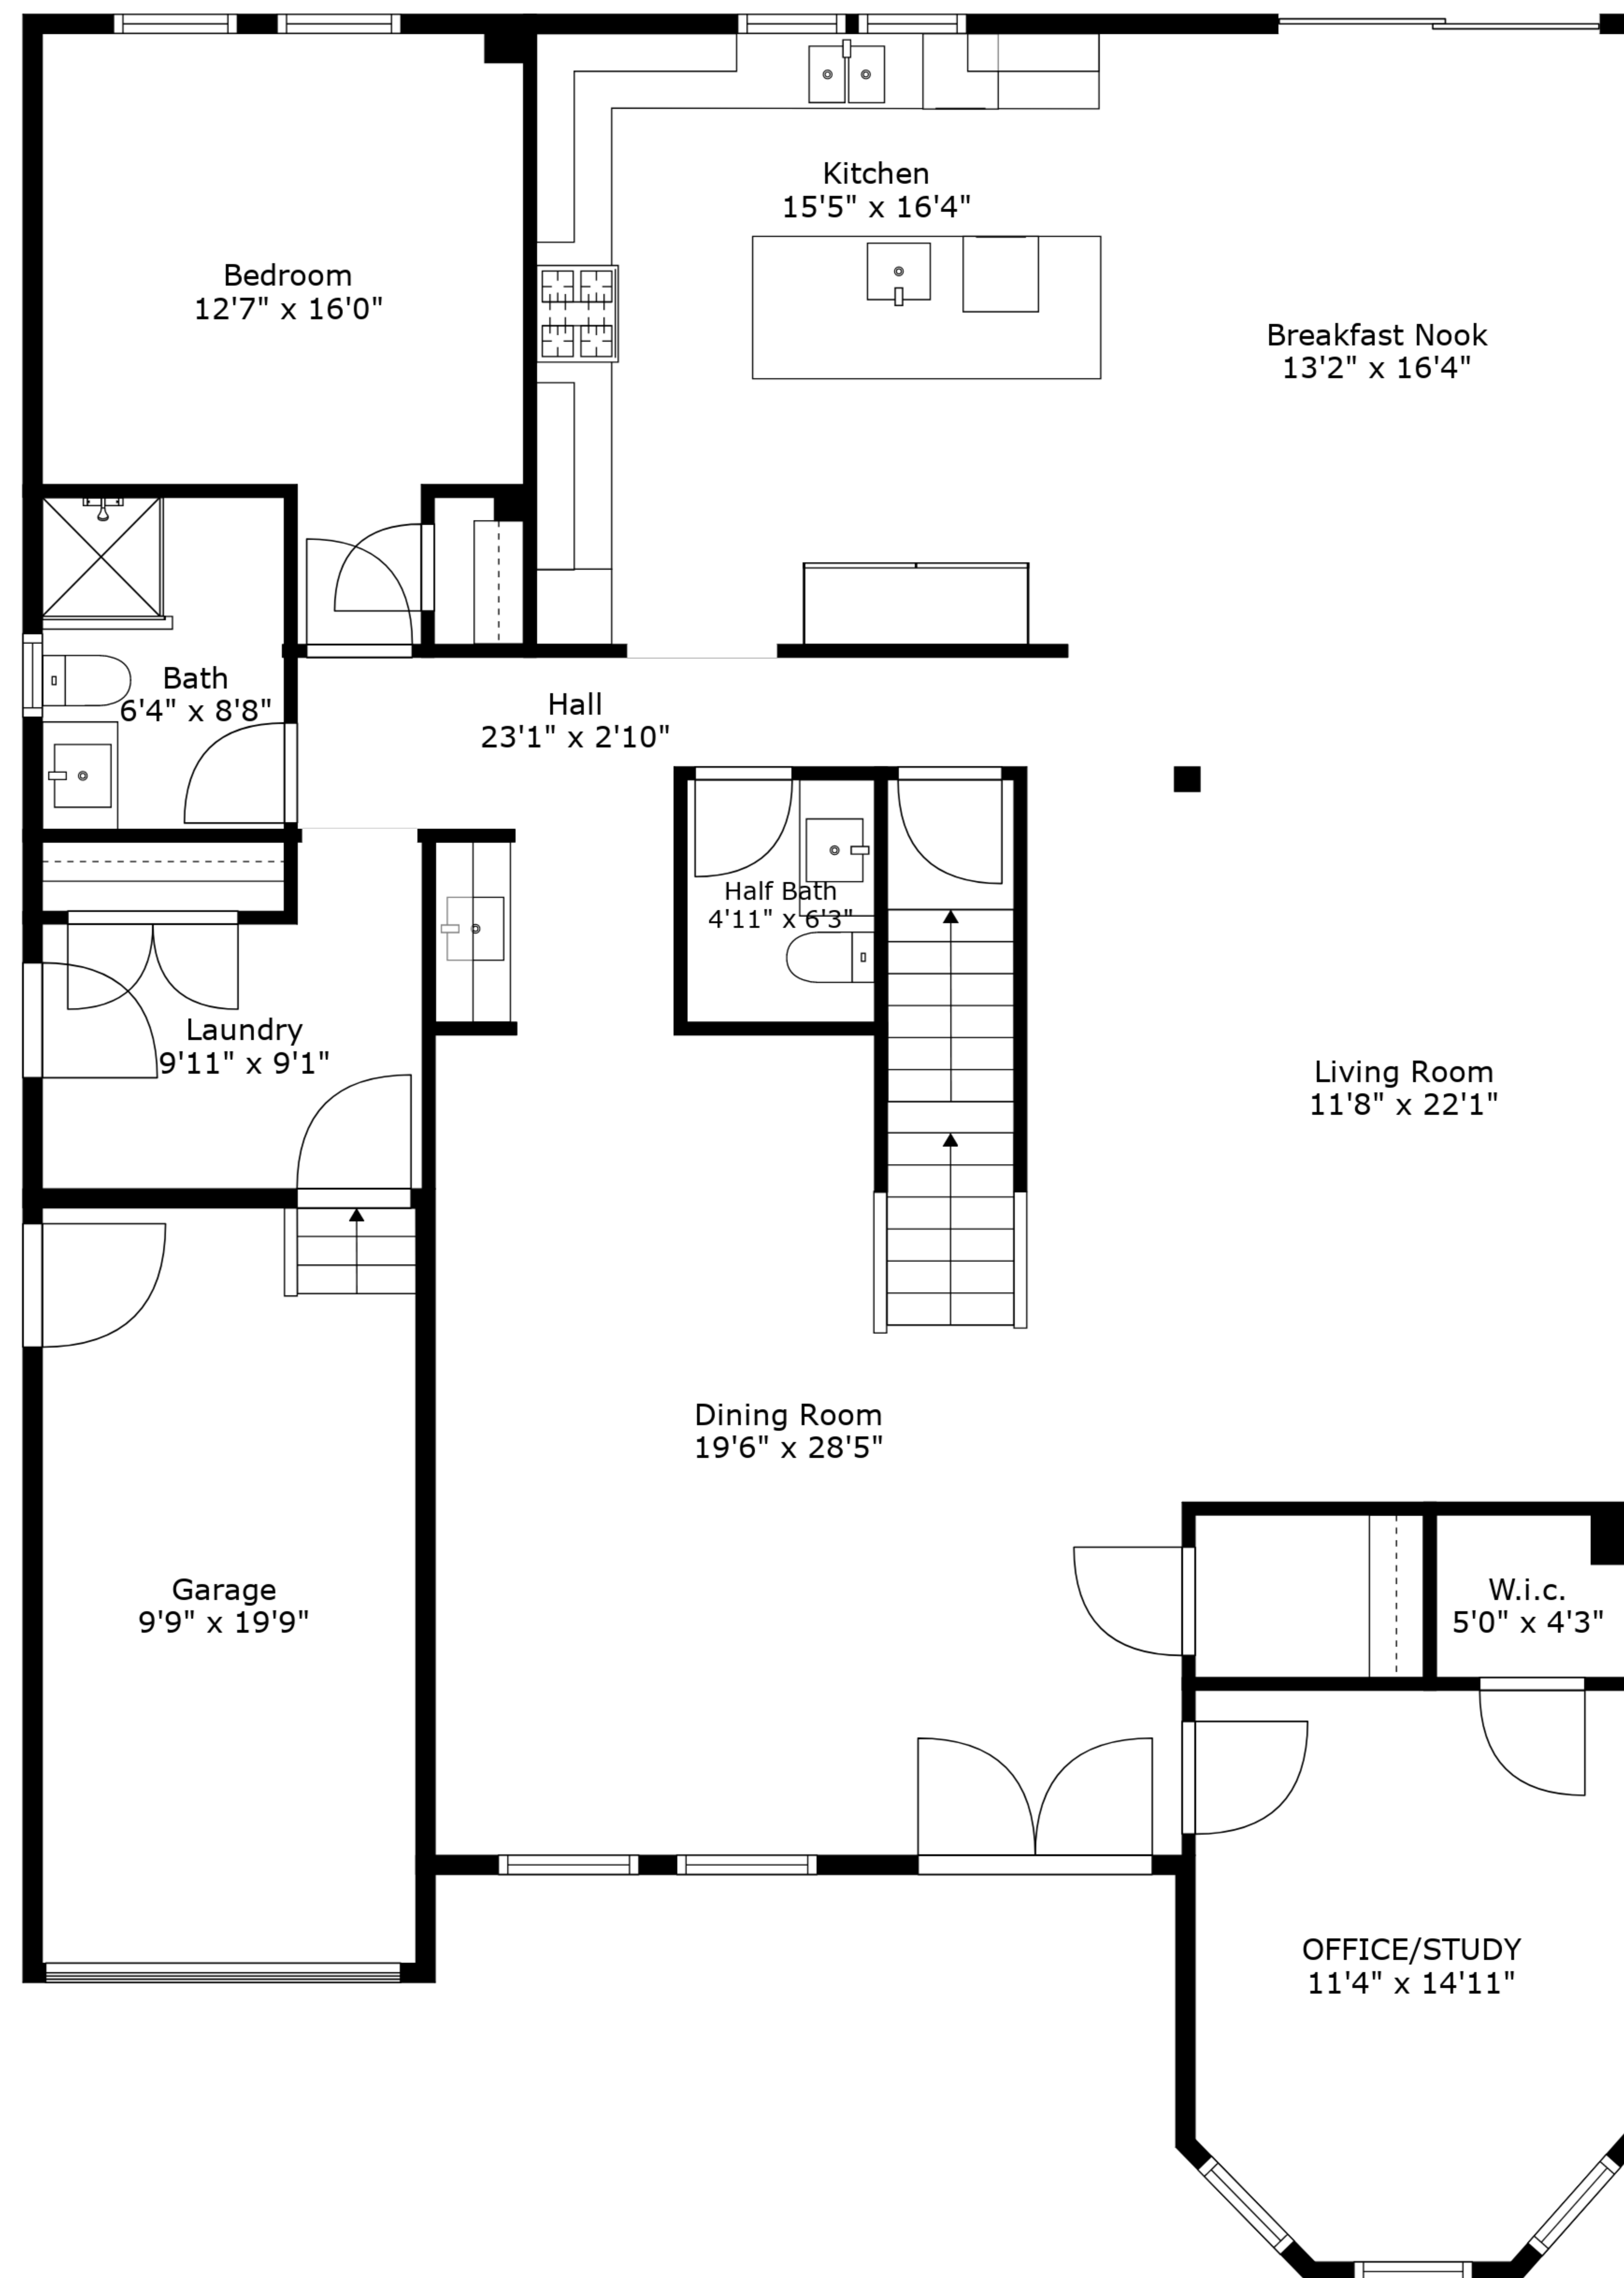 Kitchen
15'5" x 16'4"
Bedroom
12'7" x 16'0"
Breakfast Nook
13'2" x 16'4"
Bath
6'4" x 8'8"
Hall
23'1" x 2'10"
Half Bath
4'11" x 6'3"
Laundry
9'11" x 9'1"
Living Room
11'8" x 22'1"
Dining Room
19'6" x 28'5"
Garage
9'9" x 19'9"
W.i.c.
5'0" x 4'3"
OFFICE/STUDY
11'4" x 14'11"